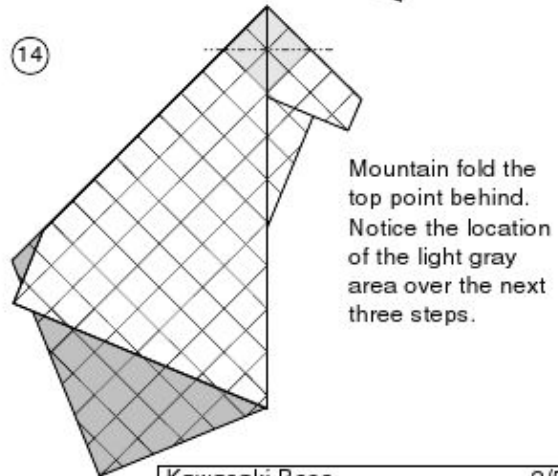 14
Mountain fold the
top point behind.
Notice the location
of the light gray
area over the next
three steps.
Kawasaki Rose